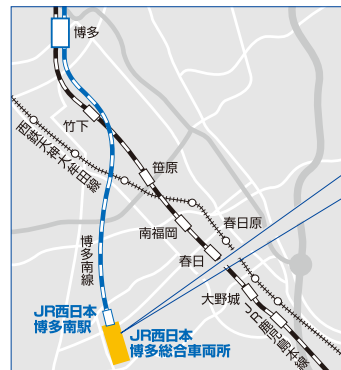 博多
竹下
西鉄天神大牟田線
笹原
南福岡
春日原
春日
博多南線
大野城
JR鹿児島本線
JR西日本
博多南駅
JR西日本
博多総合車両所